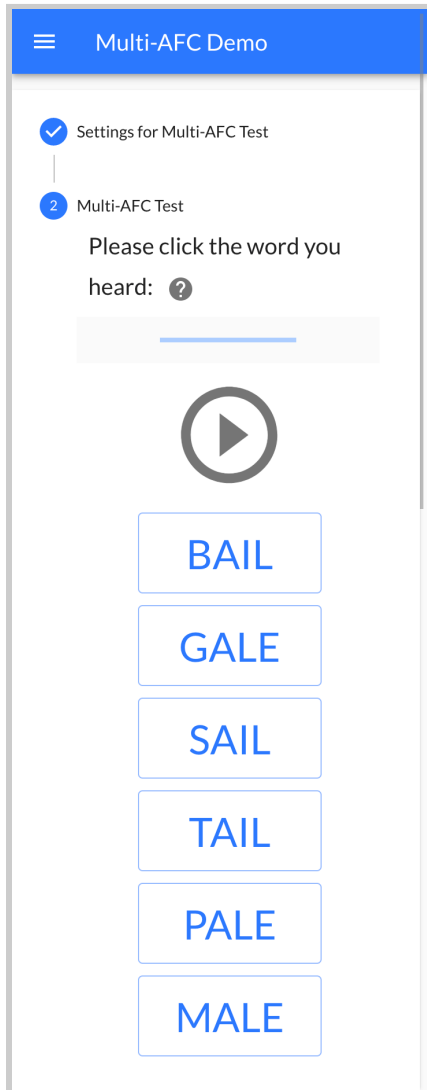 Multi-AFC Demo
Settings for Multi-AFC Test
2 Multi-AFC Test
Please click the word you
heard: ?
BAIL
GALE
SAIL
TAIL
PALE
MALE